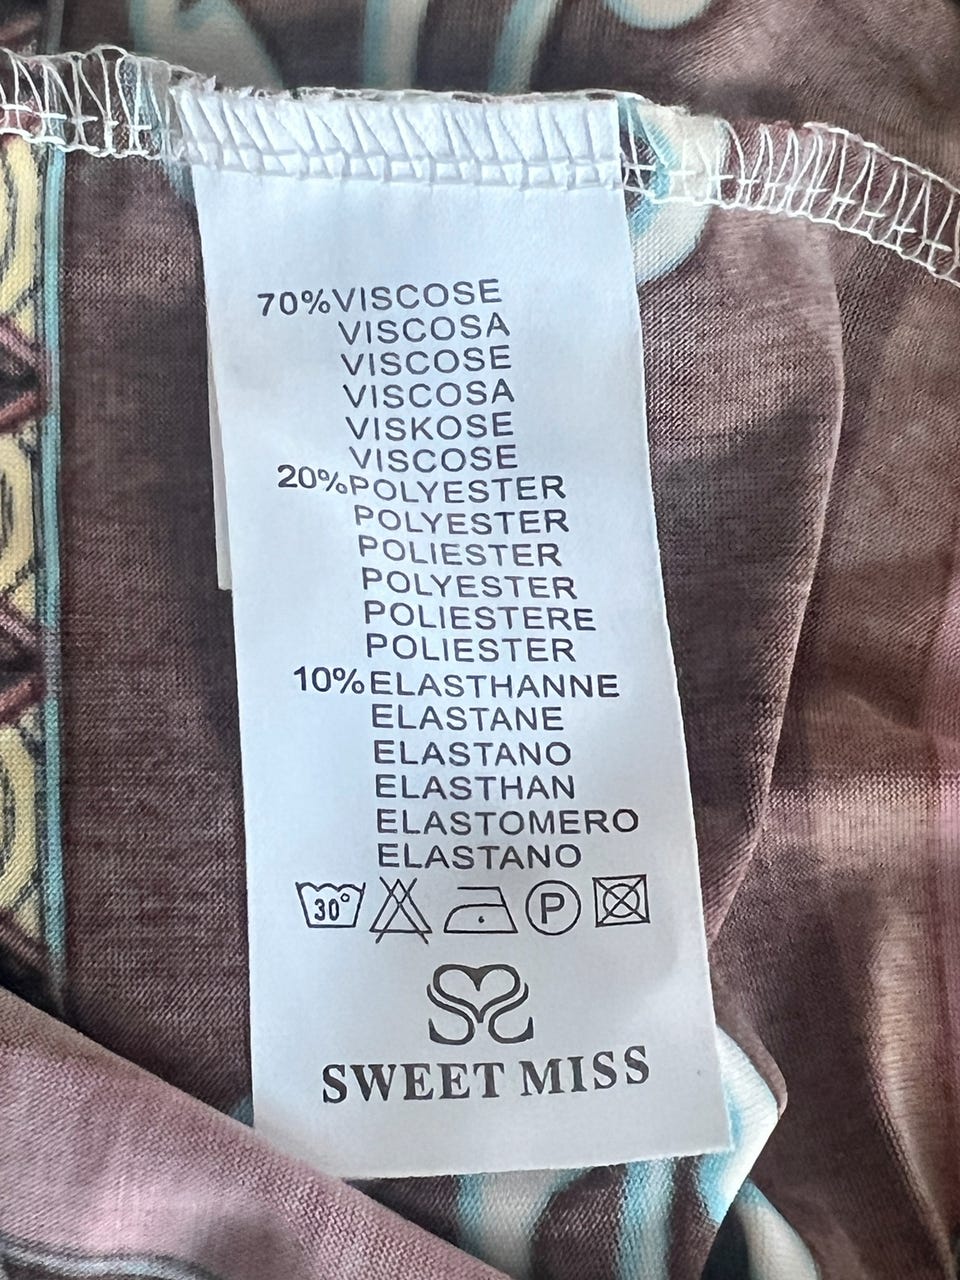 70%VISCOSE
VISCOSA
VISCOSE
VISCOSA
VISKOSE
VISCOSE
20%POLYESTER
POLYESTER
POLIESTER
POLYESTER
POLIESTERE
POLIESTER
10%ELASTHANNE
ELASTANE
ELASTANO
ELASTHAN
ELASTOMERO
ELASTANO
30° P
SWEET MISS